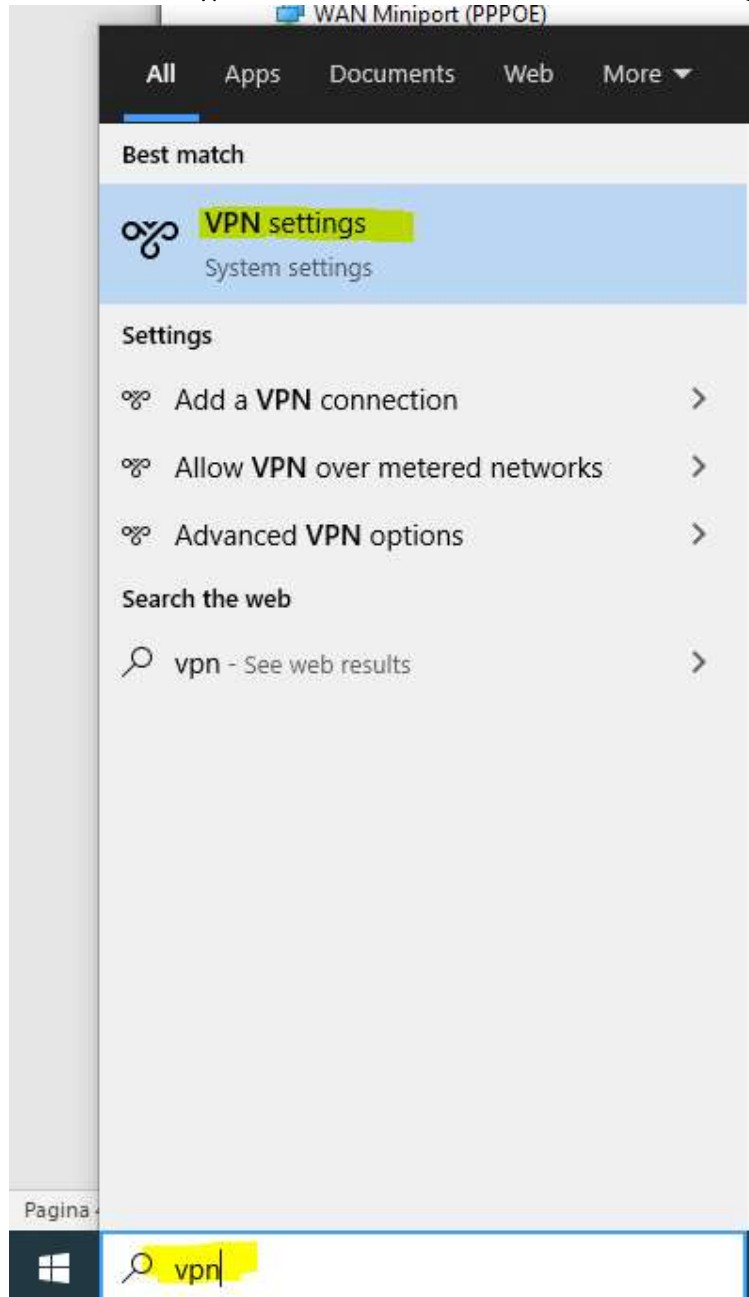 WAN Miniport (PPPOE)
All Apps Documents Web More
Best match
VPN settings
System settings
Settings
Add a VPN connection
Allow VPN over metered networks
Advanced VPN options
Search the web
vpn - See web results
Pagina
vpn